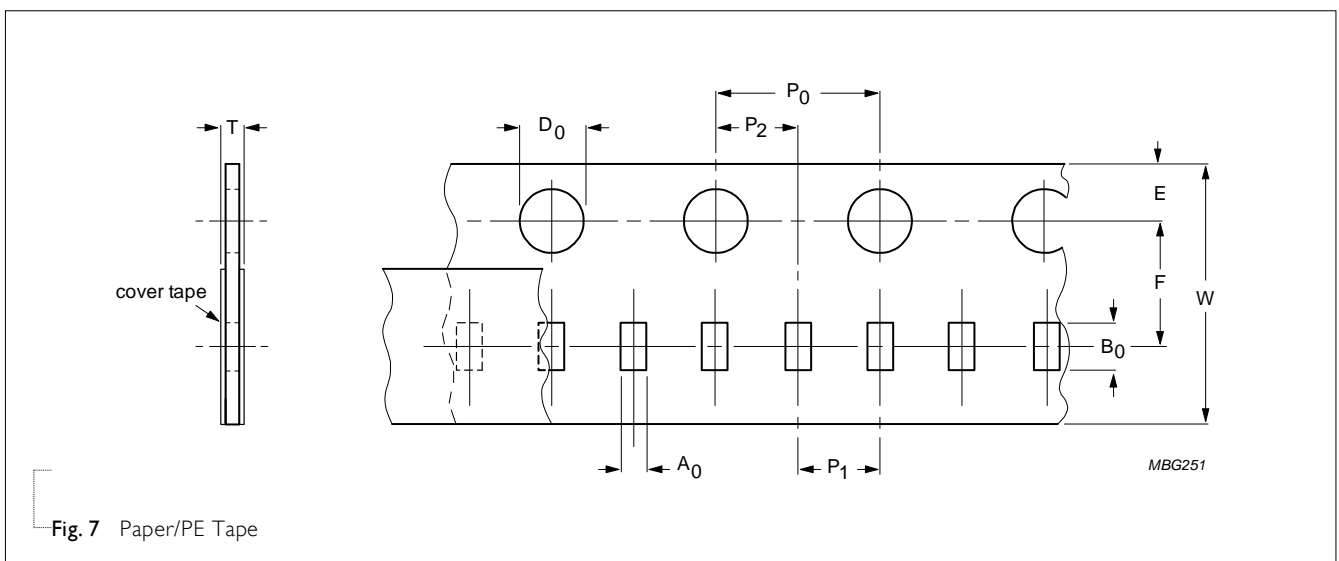 P0
T
D0
P2
E
cover tape
F
W
B0
A0
P1
MBG251
Fig. 7 Paper/PE Tape